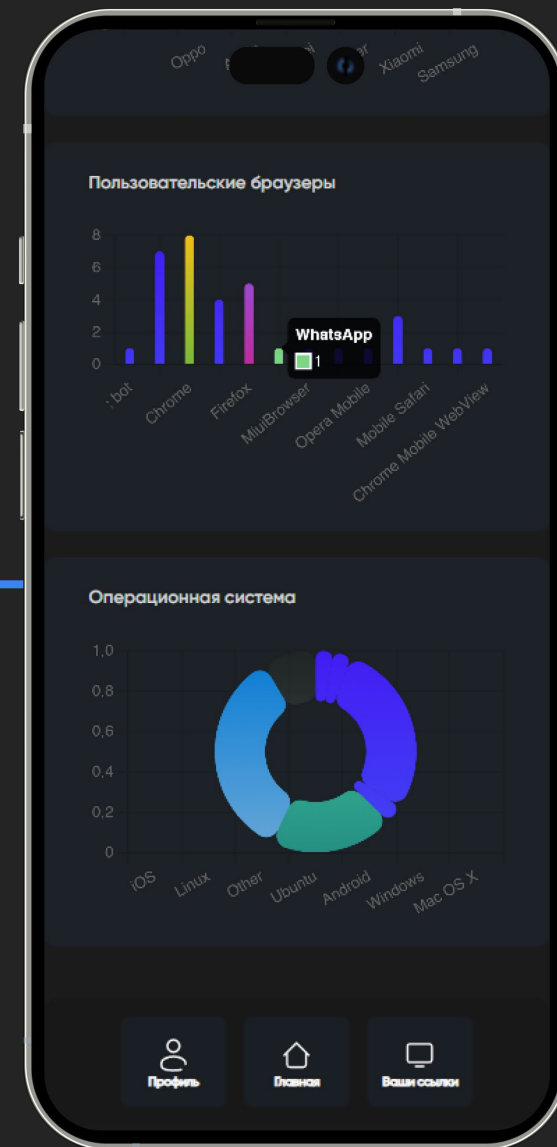 Oppo
Xiaomi
Samsung
Пользовательские браузеры
8
6
4
2
0
WhatsApp
1
: bot
Chrome
Firefox
MiuiBrowser
Opera Mobile
Mobile Safari
Chrome Mobile WebView
Операционная система
1,0
0,8
0,6
0,4
0,2
0
iOS
Linux
Other
Ubuntu
Android
Windows
Mac OS X
Профиль
Главная
Ваши ссылки